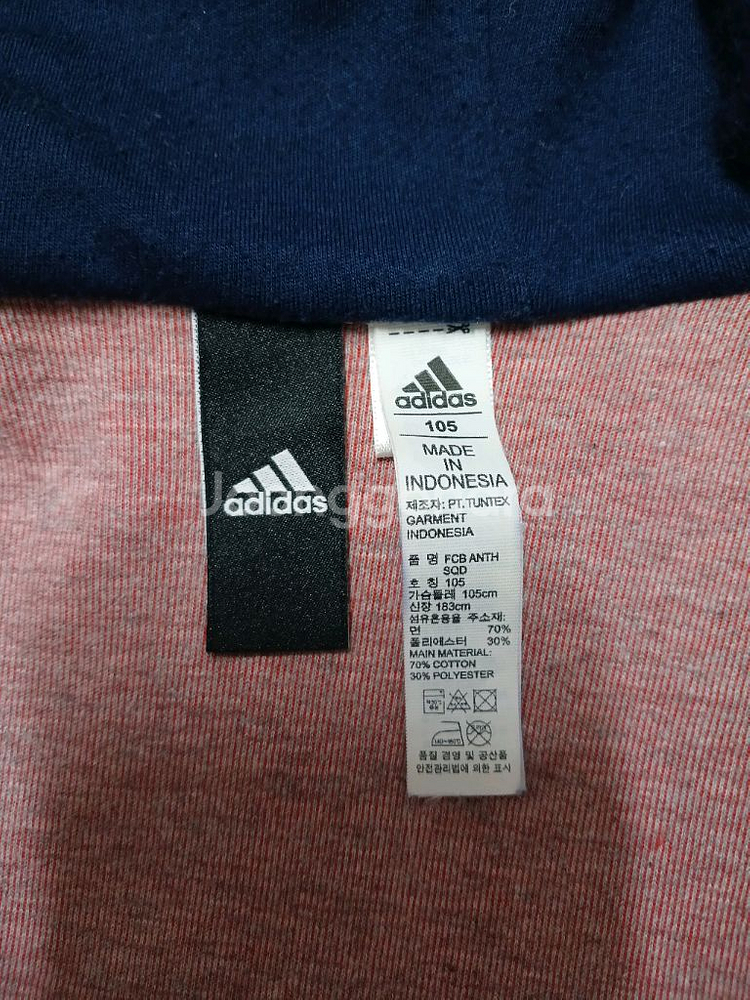 adidas
adidas
105
MADE
IN
INDONESIA
제조자: PT.TUNTEX
GARMENT
INDONESIA
품 명 FCB ANTH
SQD
호 칭 105
가슴둘레 105cm
신장 183cm
섬유혼용율 주소재:
면 70%
폴리에스터 30%
MAIN MATERIAL:
70% COTTON
30% POLYESTER
품질 경영 및 공산품
안전관리법에 의한 표시